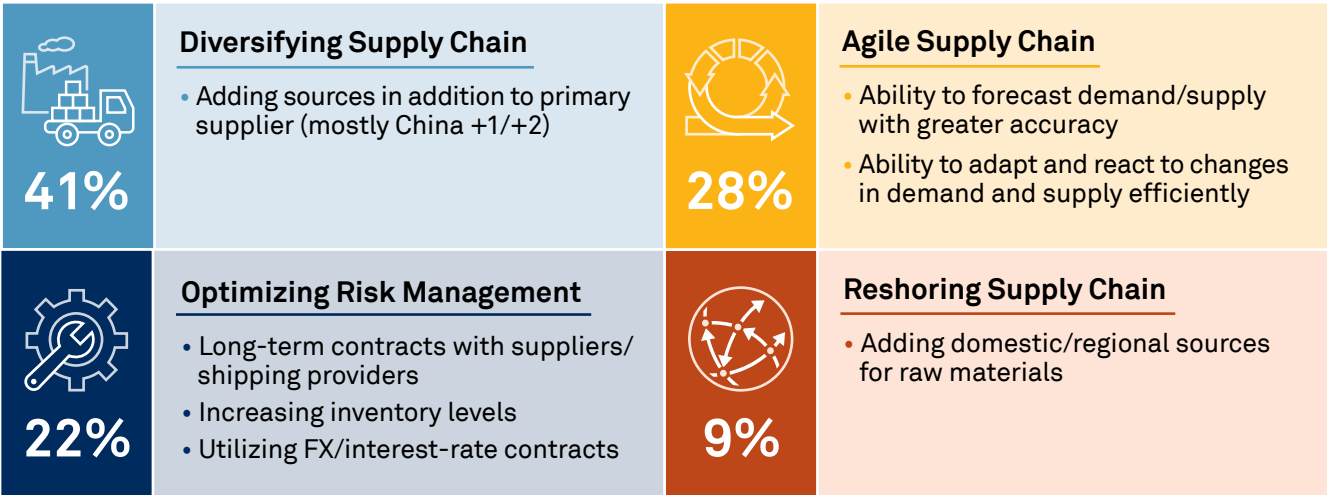 Diversifying Supply Chain
• Adding sources in addition to primary
supplier (mostly China +1/+2)
41%
Agile Supply Chain
• Ability to forecast demand/supply
with greater accuracy
• Ability to adapt and react to changes
in demand and supply efficiently
28%
Optimizing Risk Management
• Long-term contracts with suppliers/
shipping providers
• Increasing inventory levels
• Utilizing FX/interest-rate contracts
22%
Reshoring Supply Chain
• Adding domestic/regional sources
for raw materials
9%